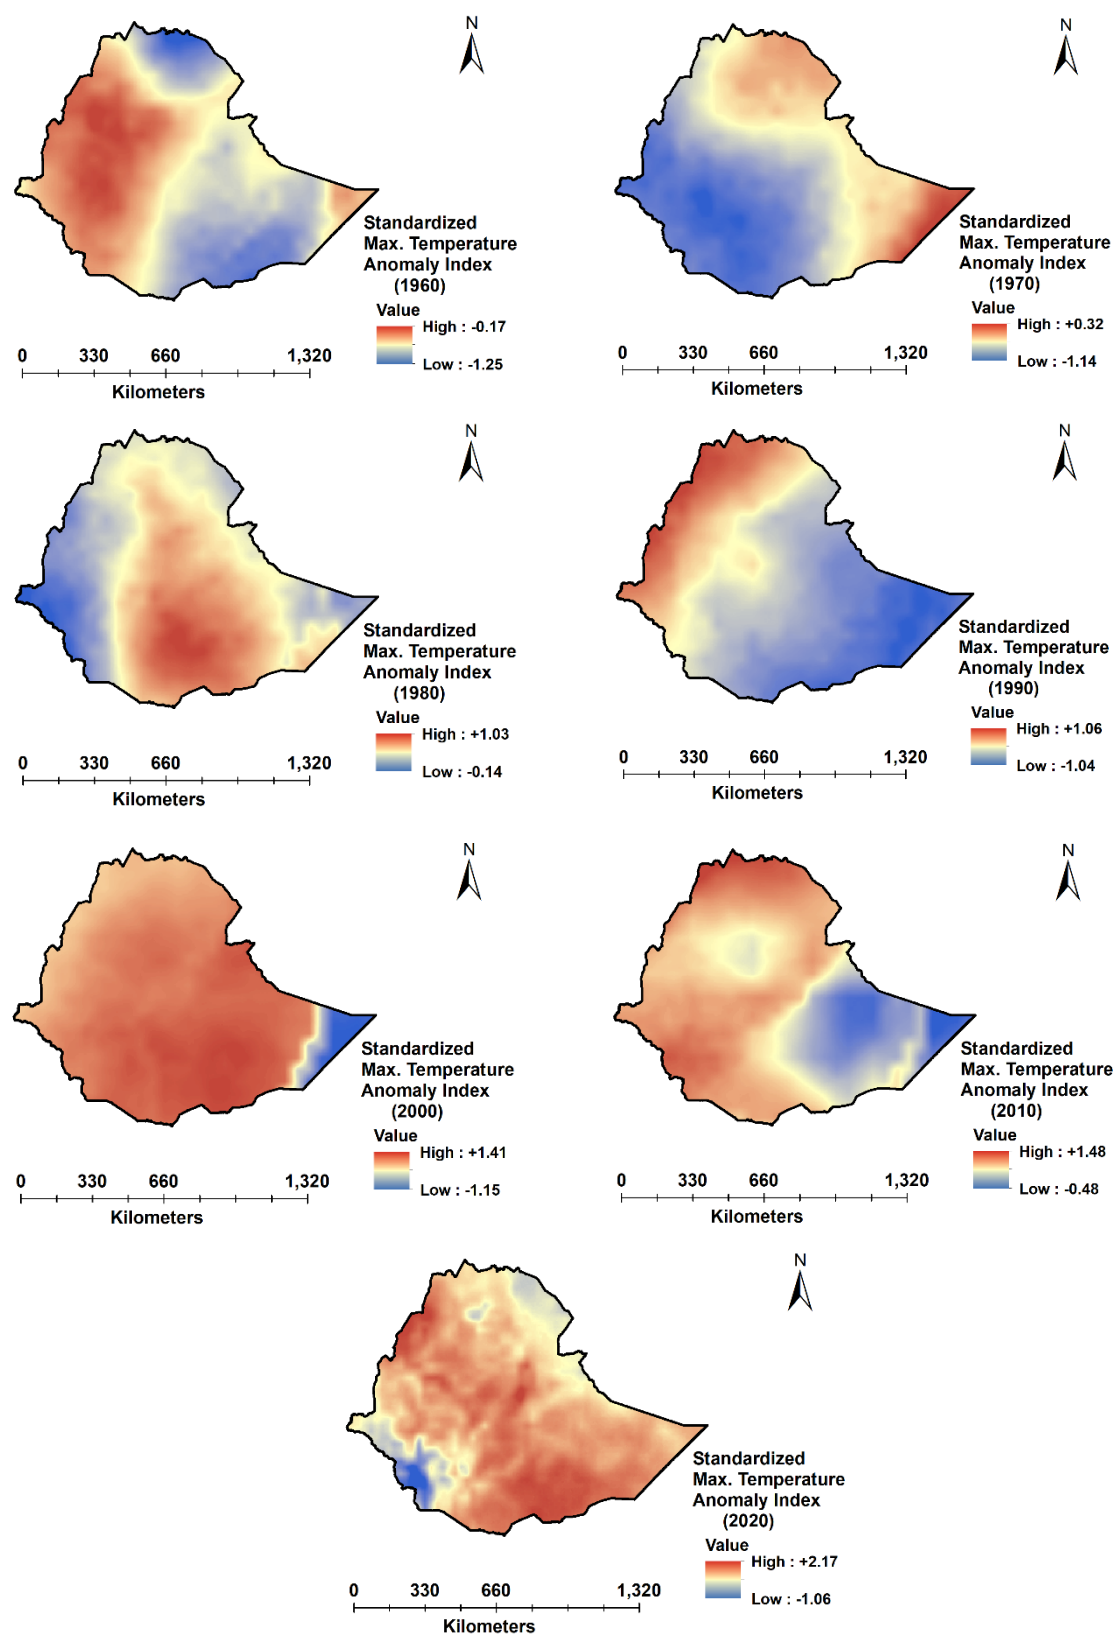 N
Standardized
Max. Temperature
Anomaly Index
(1960)
Value
High : -0.17
Low : -1.25
0 330 660 1,320
Kilometers
N
Standardized
Max. Temperature
Anomaly Index
(1970)
Value
High : +0.32
Low : -1.14
0 330 660 1,320
Kilometers
N
Standardized
Max. Temperature
Anomaly Index
(1980)
Value
High : +1.03
Low : -0.14
0 330 660 1,320
Kilometers
N
Standardized
Max. Temperature
Anomaly Index
(1990)
Value
High : +1.06
Low : -1.04
0 330 660 1,320
Kilometers
N
Standardized
Max. Temperature
Anomaly Index
(2000)
Value
High : +1.41
Low : -1.15
0 330 660 1,320
Kilometers
N
Standardized
Max. Temperature
Anomaly Index
(2010)
Value
High : +1.48
Low : -0.48
0 330 660 1,320
Kilometers
N
Standardized
Max. Temperature
Anomaly Index
(2020)
Value
High : +2.17
Low : -1.06
0 330 660 1,320
Kilometers